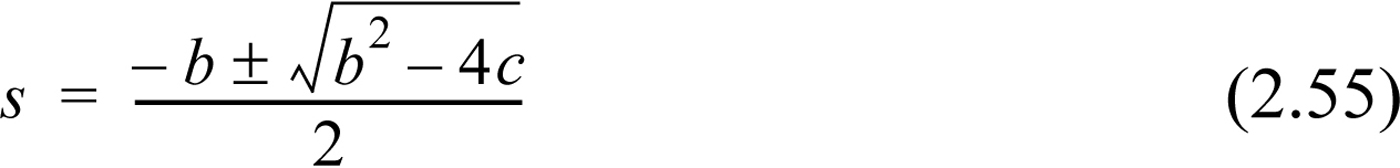 s = (-b ± √(b² - 4c)) / 2 (2.55)